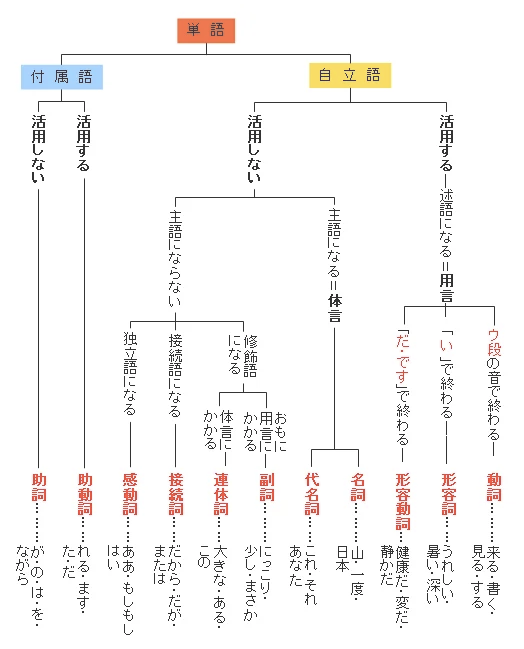 単語
自立語
付属語
活用する
述語になる＝用言
ウ段の音で終わる
動詞……来る・書く・
見る・する
「い」で終わる
形容詞……うれしい・
暑い・深い
「だ・です」で終わる
形容動詞…健康だ・変だ・
静かだ
活用しない
主語になる＝体言
名詞……山・一度・
日本
代名詞……これ・それ
あなた
主語にならない
修飾語
になる
おもに
用言に
かかる
副詞……にっこり・
少し・まさか
体言に
かかる
連体詞……大きな・ある・
この
接続語になる
接続詞……だから・だが・
または
独立語になる
感動詞……ああ・もしもし
はい
活用する
助動詞……れる・ます・
た・だ
活用しない
助詞……が・の・は・を・
ながら